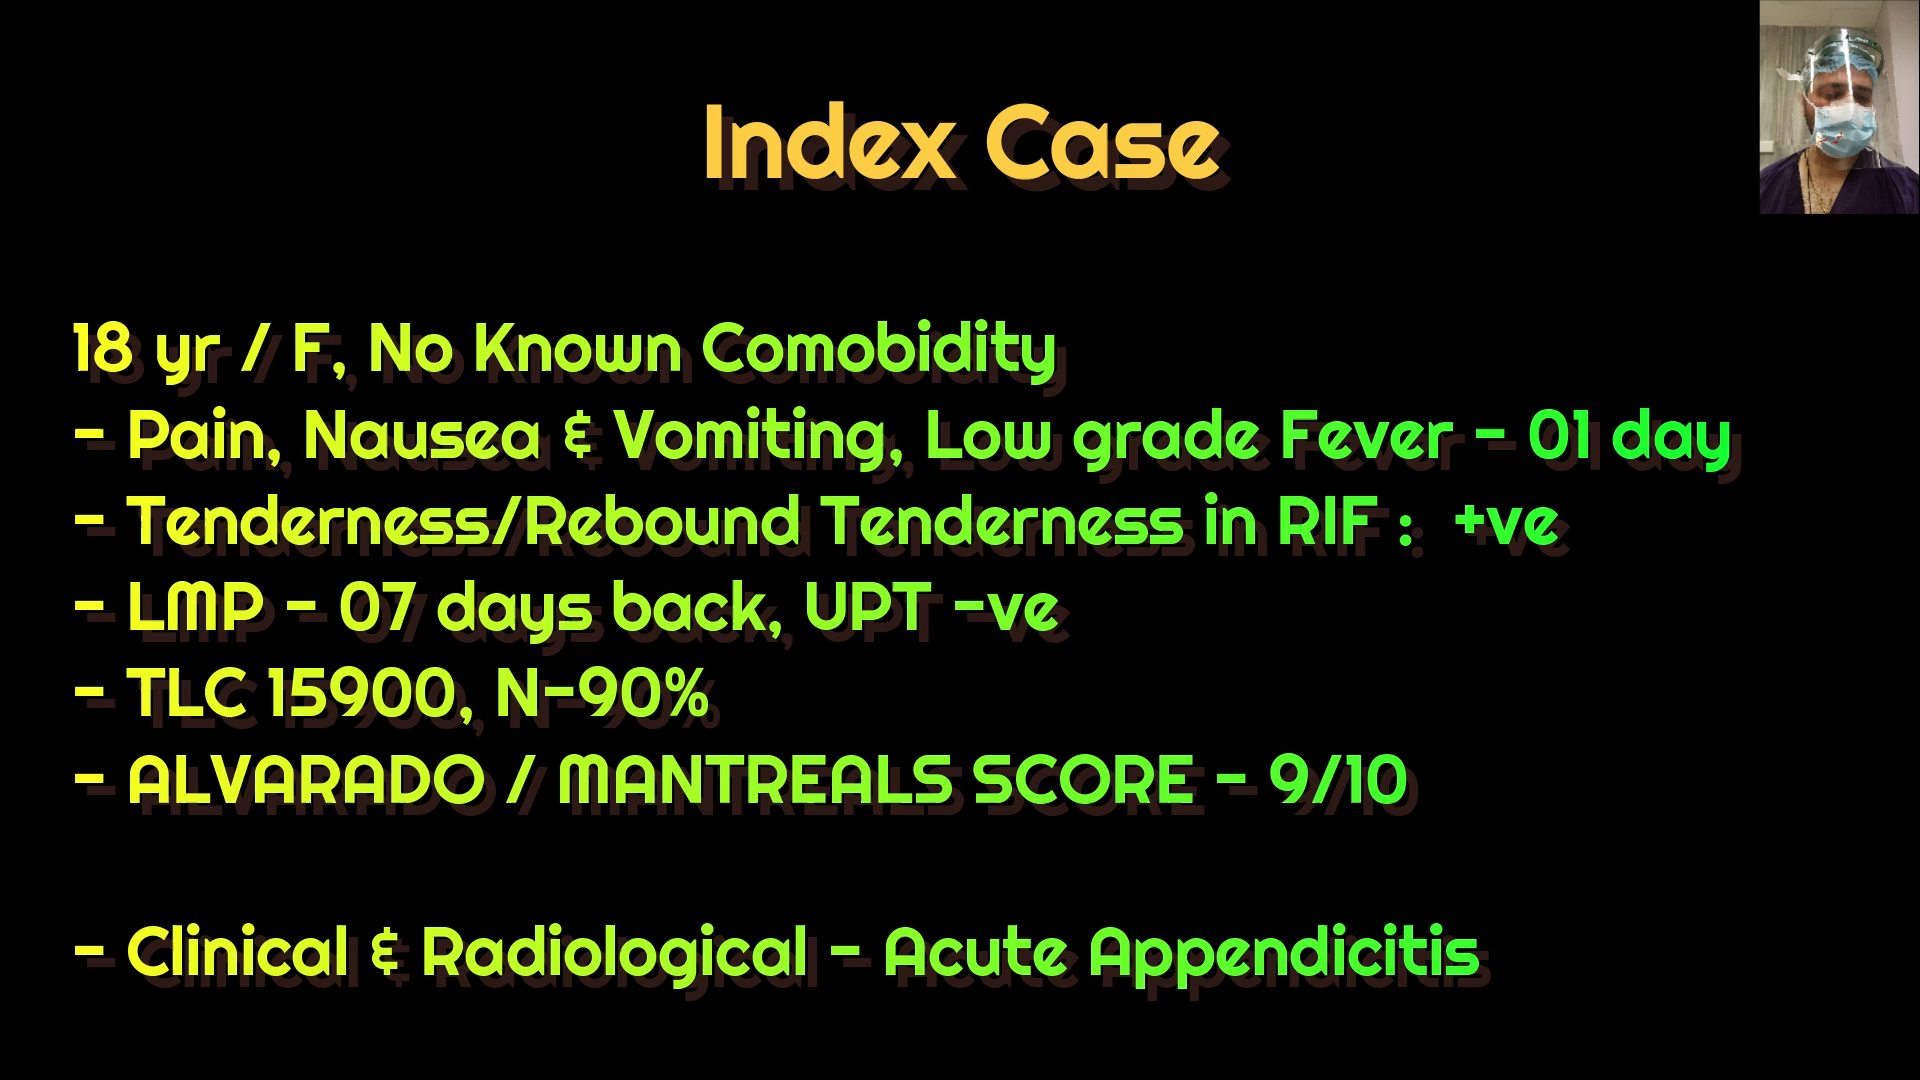 Index Case
18 yr / F, No Known Comobidity
- Pain, Nausea & Vomiting, Low grade Fever - 01 day
- Tenderness/Rebound Tenderness in RIF : +ve
- LMP - 07 days back, UPT -ve
- TLC 15900, N-90%
- ALVARADO / MANTREALS SCORE - 9/10
- Clinical & Radiological - Acute Appendicitis